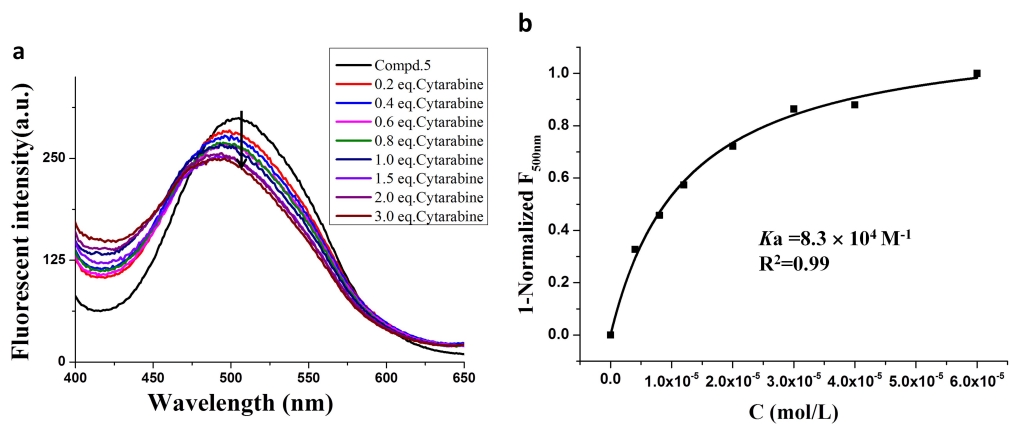 a
Fluorescent intensity(a.u.)
250
125
0
400
450
500
550
600
650
Wavelength (nm)
Compd.5
0.2 eq.Cytarabine
0.4 eq.Cytarabine
0.6 eq.Cytarabine
0.8 eq.Cytarabine
1.0 eq.Cytarabine
1.5 eq.Cytarabine
2.0 eq.Cytarabine
3.0 eq.Cytarabine
b
1-Normalized F500nm
1.0
0.8
0.6
0.4
0.2
0.0
0.0
1.0x10-5
2.0x10-5
3.0x10-5
4.0x10-5
5.0x10-5
6.0x10-5
C (mol/L)
Ka =8.3 × 10⁴ M⁻¹
R²=0.99